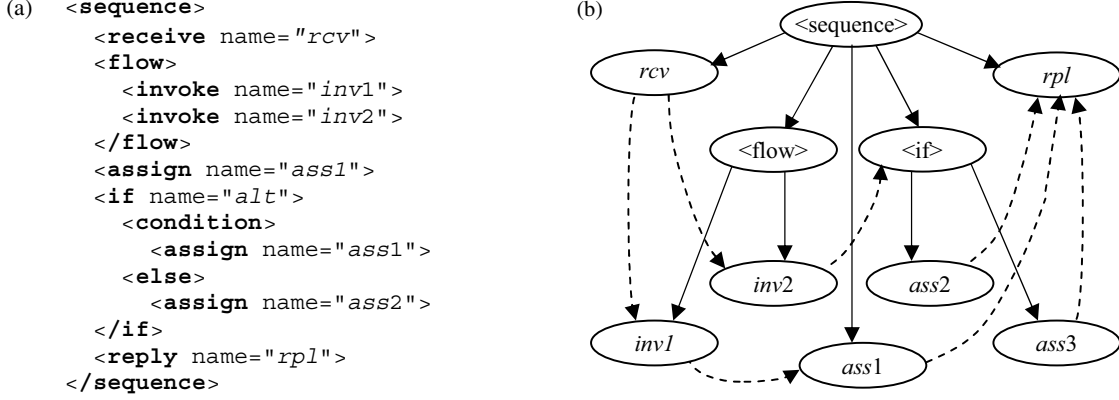 (a) <sequence>
<receive name="rcv">
<flow>
<invoke name="inv1">
<invoke name="inv2">
</flow>
<assign name="ass1">
<if name="alt">
<condition>
<assign name="ass1">
<else>
<assign name="ass2">
</if>
<reply name="rpl">
</sequence>
(b)
<sequence>
rcv
rpl
<flow>
<if>
inv2
ass2
inv1
ass1
ass3